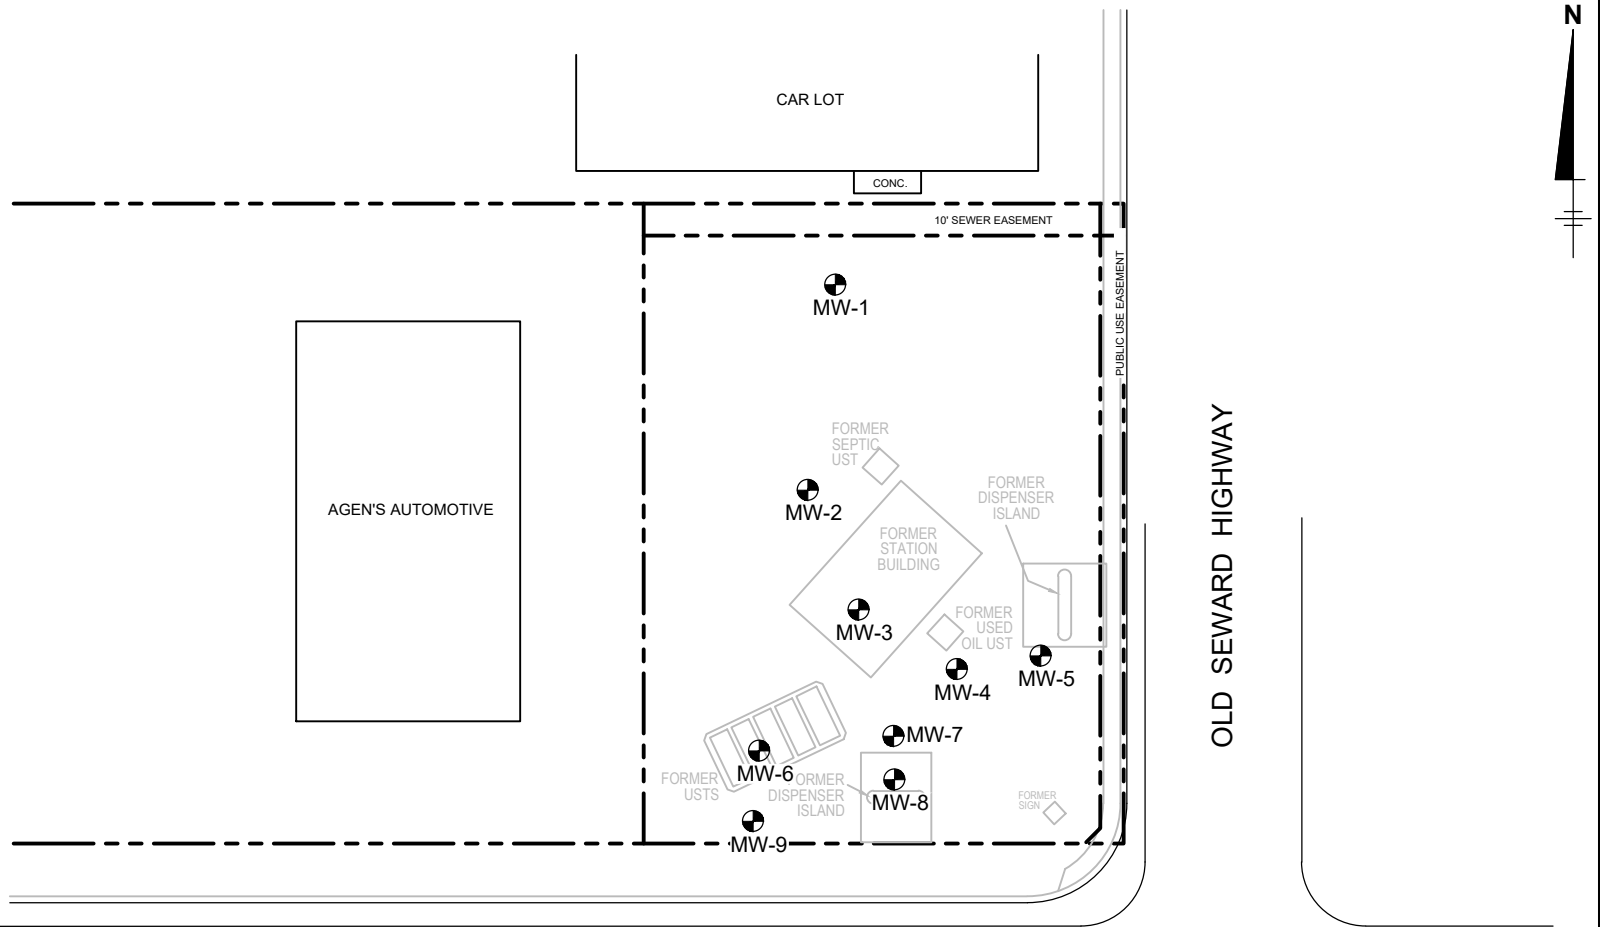 N
CAR LOT
CONC.
10' SEWER EASEMENT
PUBLIC USE EASEMENT
MW-1
AGEN'S AUTOMOTIVE
FORMER
SEPTIC
UST
MW-2
FORMER
DISPENSER
ISLAND
FORMER
STATION
BUILDING
OLD SEWARD HIGHWAY
MW-3
FORMER
USED
OIL UST
MW-4
MW-5
MW-7
MW-6
FORMER
USTS
ORMER
DISPENSER
ISLAND
MW-8
FORMER
SIGN
MW-9